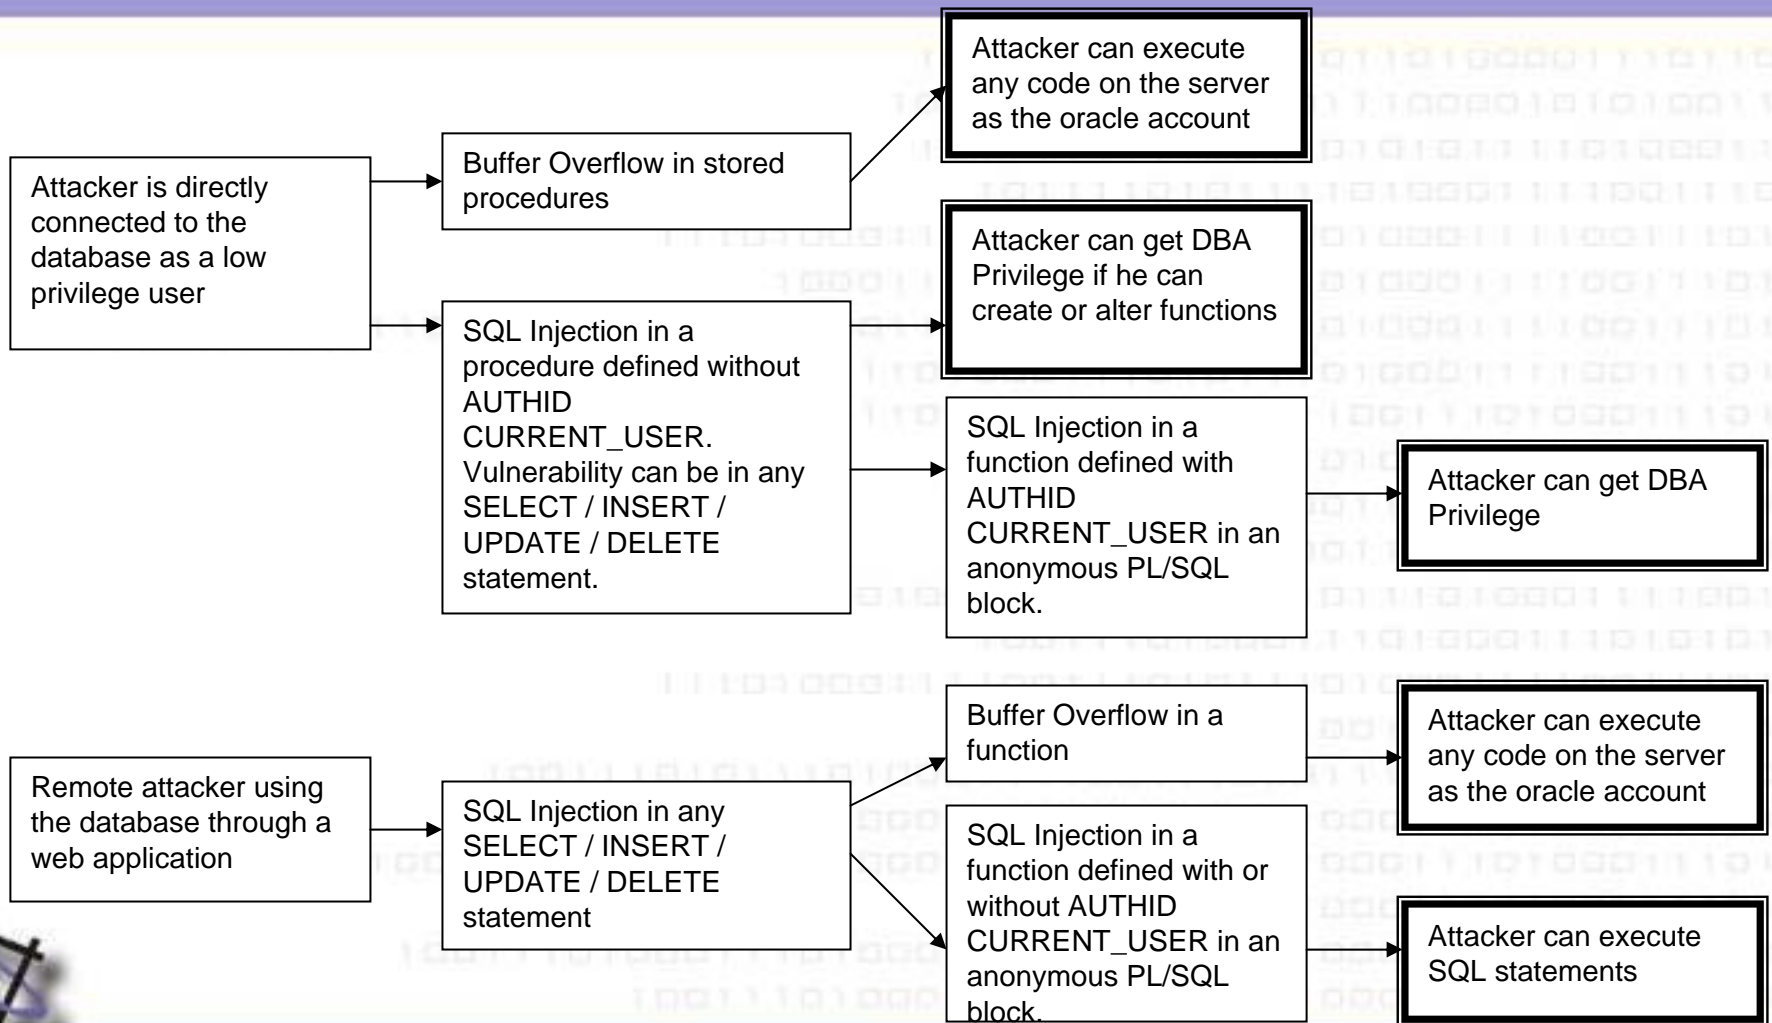 Attacker can execute
any code on the server
as the oracle account
Attacker is directly
connected to the
database as a low
privilege user
Buffer Overflow in stored
procedures
Attacker can get DBA
Privilege if he can
create or alter functions
SQL Injection in a
procedure defined without
AUTHID
CURRENT_USER.
Vulnerability can be in any
SELECT / INSERT /
UPDATE / DELETE
statement.
SQL Injection in a
function defined with
AUTHID
CURRENT_USER in an
anonymous PL/SQL
block.
Attacker can get DBA
Privilege
Remote attacker using
the database through a
web application
SQL Injection in any
SELECT / INSERT /
UPDATE / DELETE
statement
Buffer Overflow in a
function
Attacker can execute
any code on the server
as the oracle account
SQL Injection in a
function defined with or
without AUTHID
CURRENT_USER in an
anonymous PL/SQL
block.
Attacker can execute
SQL statements